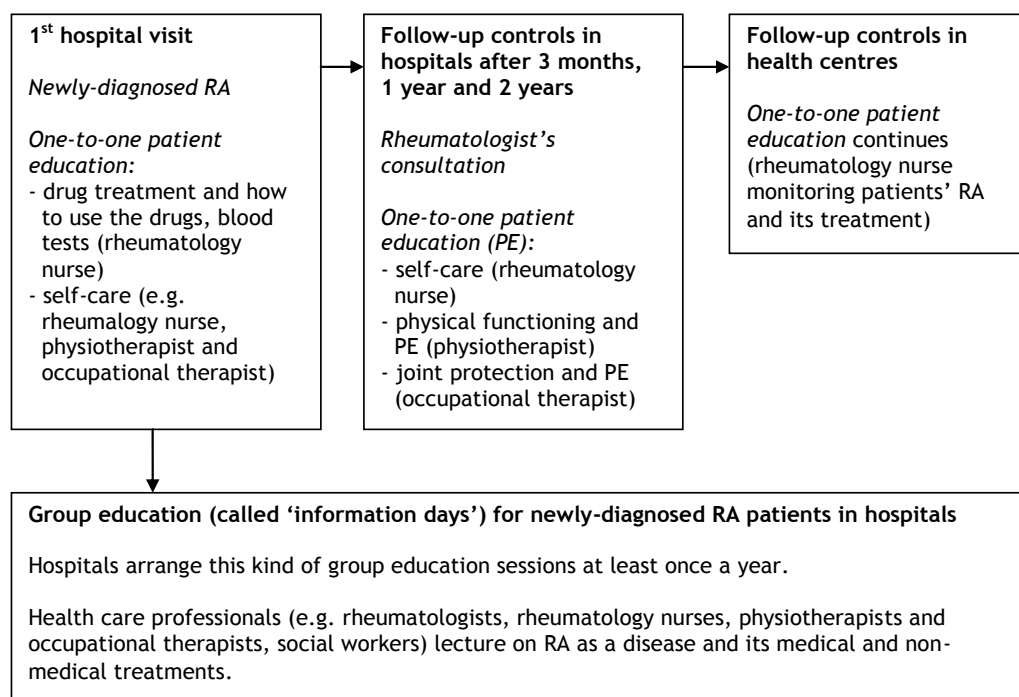 1st hospital visit
Newly-diagnosed RA
One-to-one patient
education:
- drug treatment and how
to use the drugs, blood
tests (rheumatology
nurse)
- self-care (e.g.
rheumalogy nurse,
physiotherapist and
occupational therapist)
Follow-up controls in
hospitals after 3 months,
1 year and 2 years
Rheumatologist’s
consultation
One-to-one patient
education (PE):
- self-care (rheumatology
nurse)
- physical functioning and
PE (physiotherapist)
- joint protection and PE
(occupational therapist)
Follow-up controls in
health centres
One-to-one patient
education continues
(rheumatology nurse
monitoring patients’ RA
and its treatment)
Group education (called ‘information days’) for newly-diagnosed RA patients in hospitals
Hospitals arrange this kind of group education sessions at least once a year.
Health care professionals (e.g. rheumatologists, rheumatology nurses, physiotherapists and
occupational therapists, social workers) lecture on RA as a disease and its medical and non-
medical treatments.